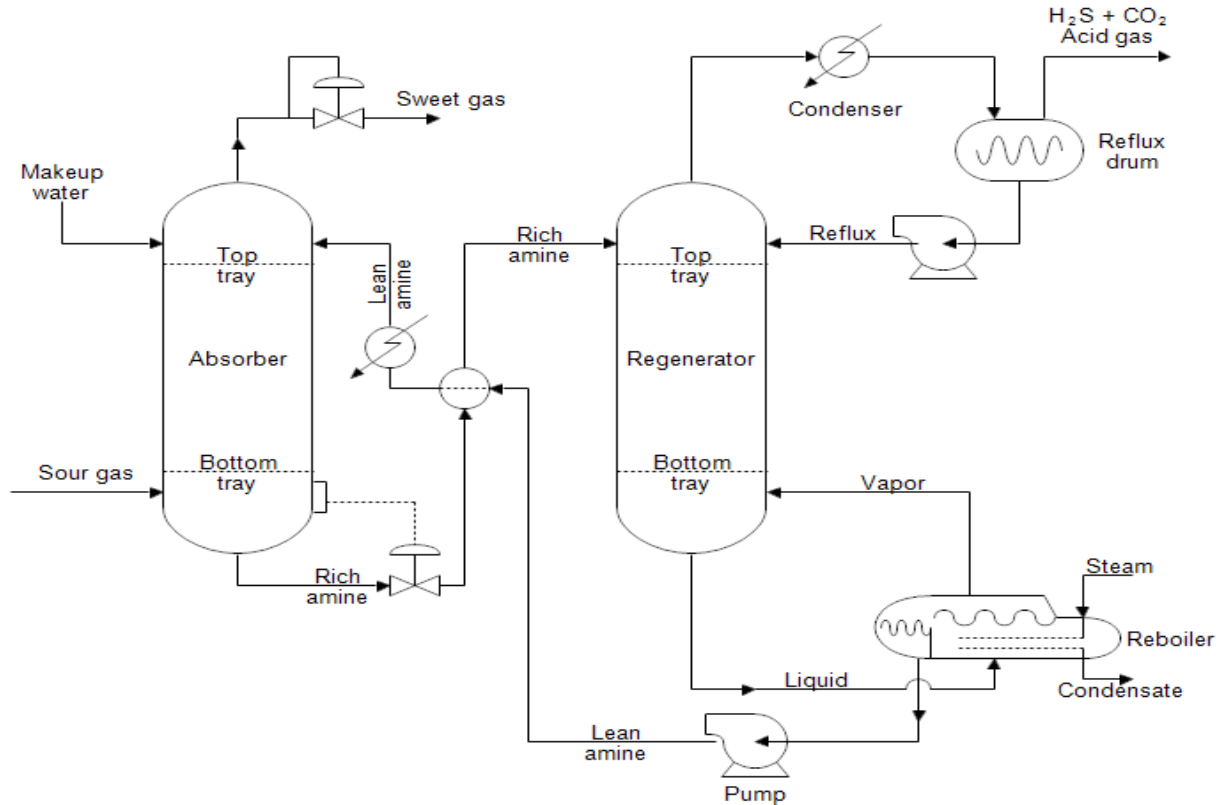 H₂S + CO₂
Acid gas
Sweet gas
Condenser
Reflux
drum
Makeup
water
Rich
amine
Reflux
Top
tray
Lean
amine
Top
tray
Absorber
Regenerator
Sour gas
Bottom
tray
Bottom
tray
Vapor
Rich
amine
Steam
Reboiler
Liquid
Condensate
Lean
amine
Pump